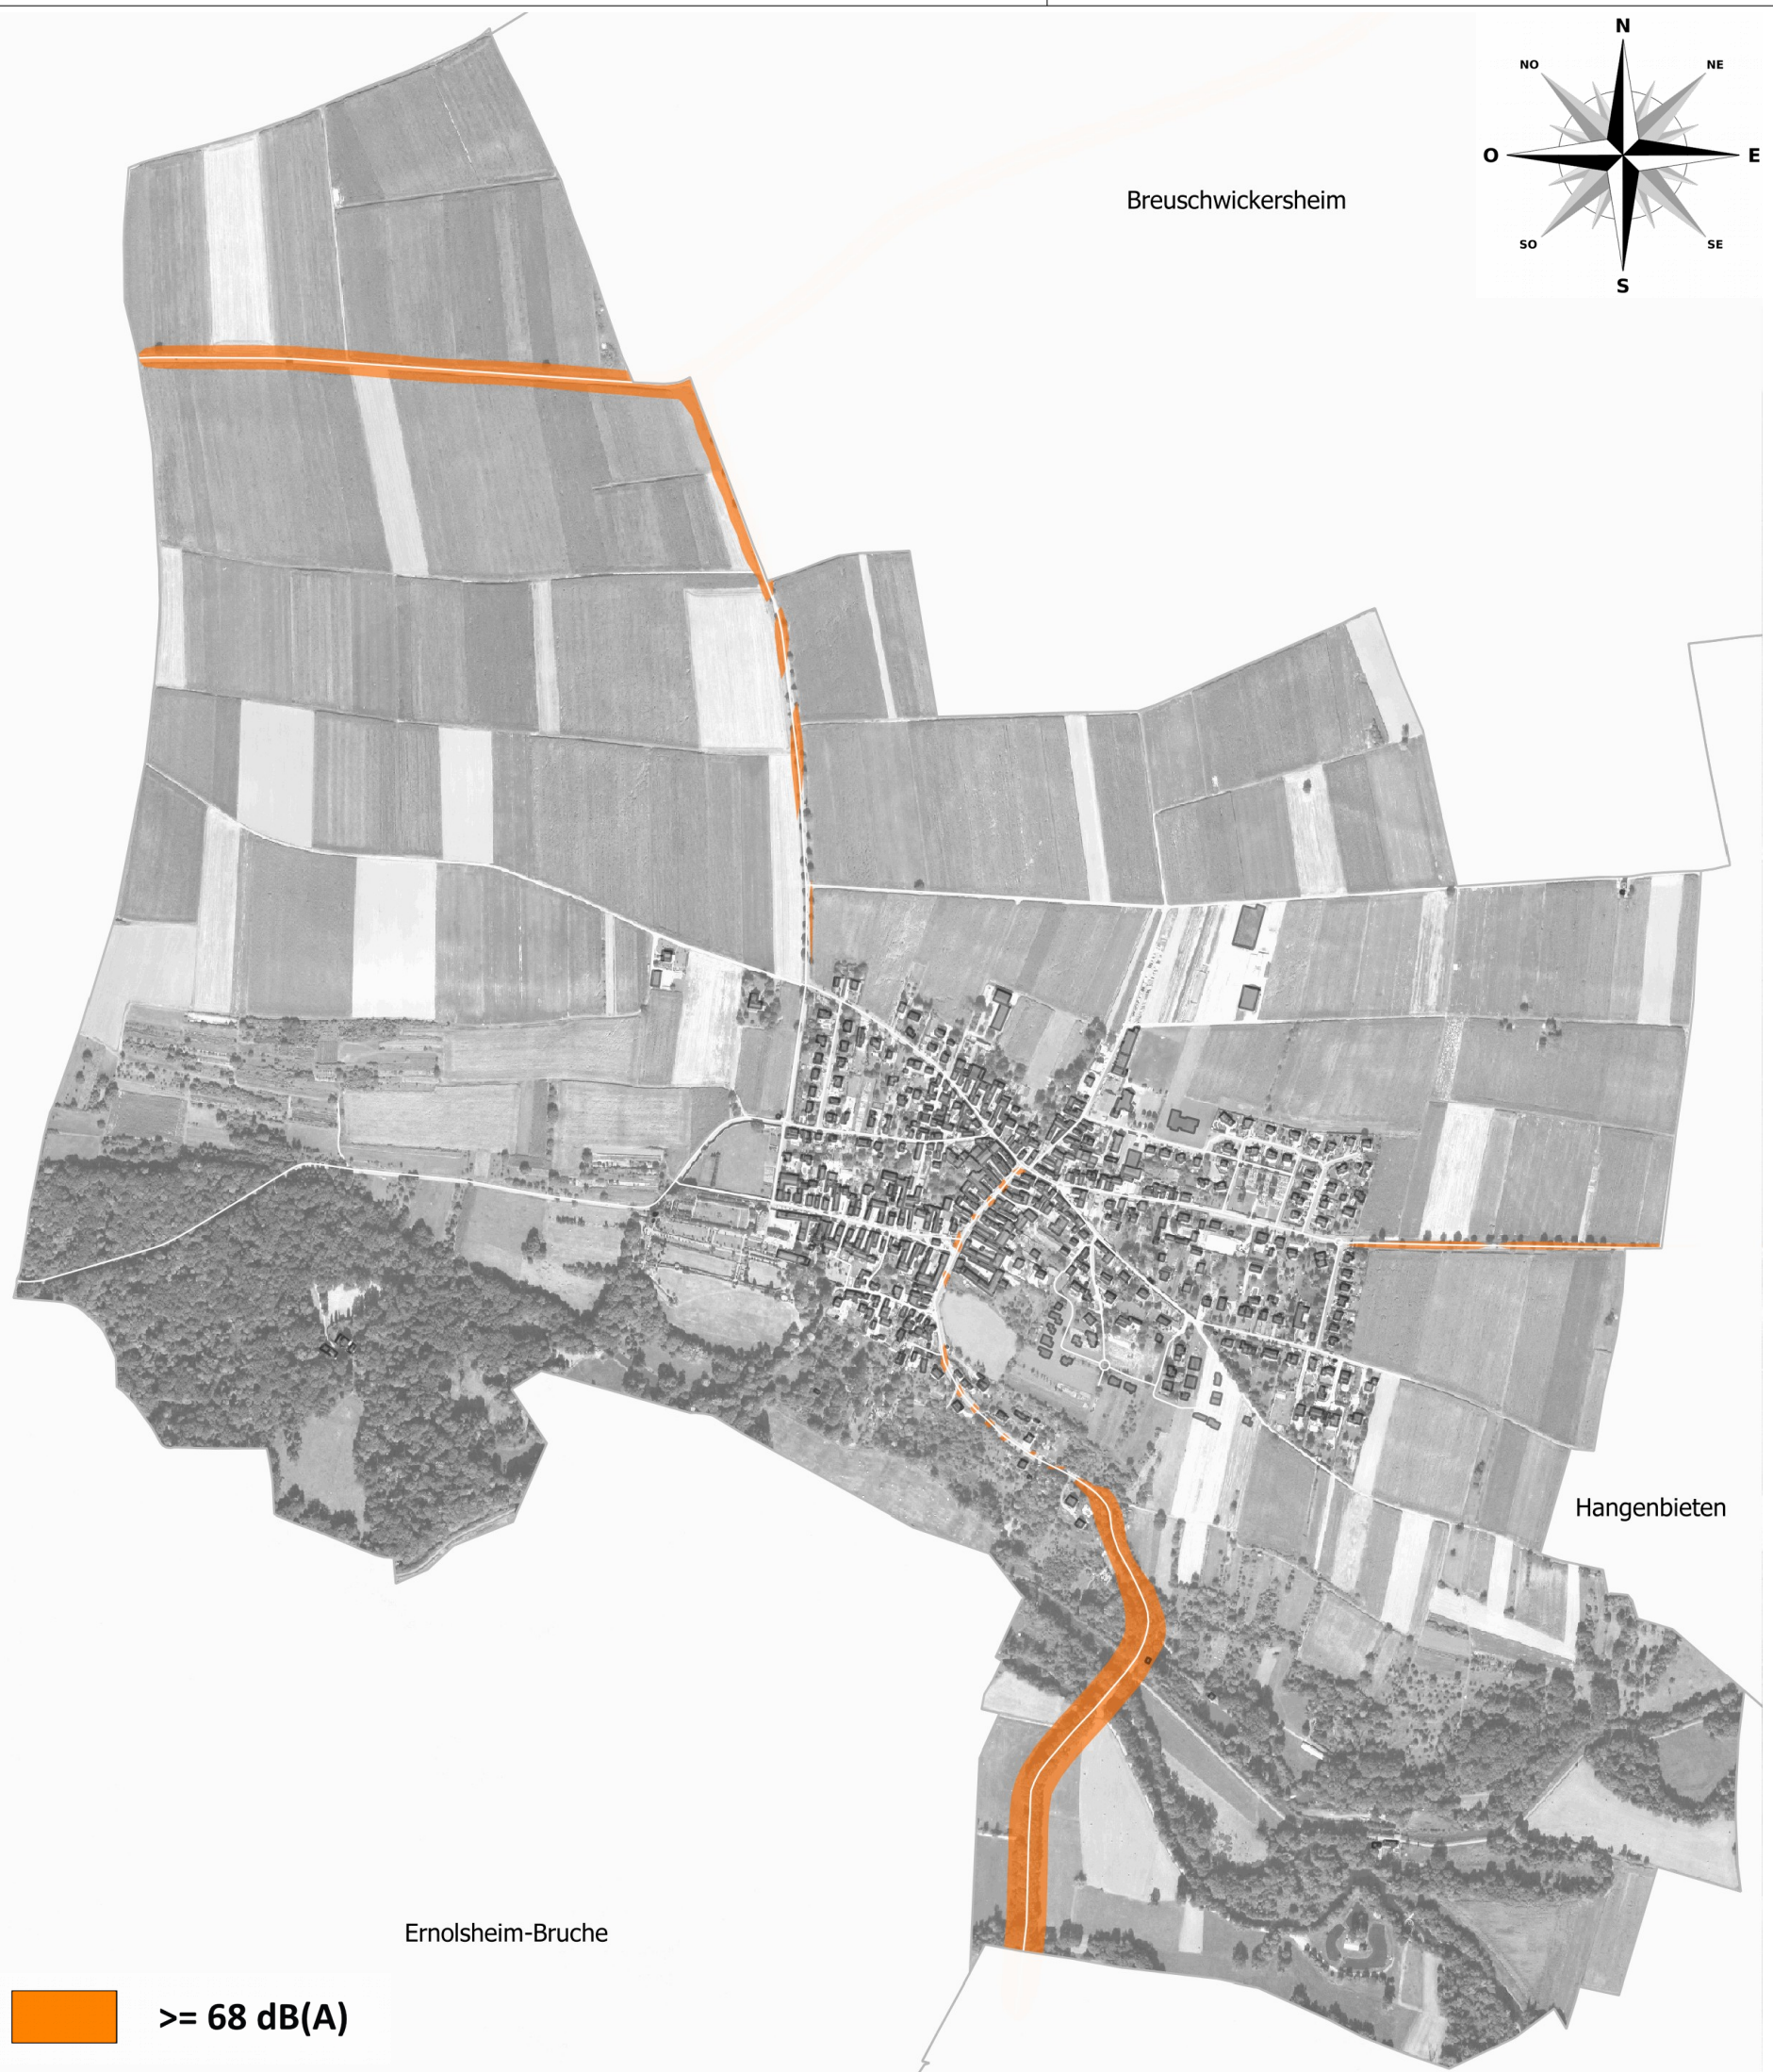 N
NO
NE
O
E
SO
SE
S
Breuschwickersheim
Hangenbieten
Ernolsheim-Bruche
>= 68 dB(A)